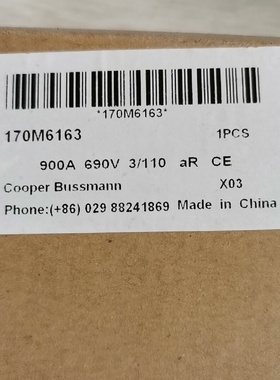 *170M6163*
170M6163 1PCS
900A 690V 3/110 aR CE
Cooper Bussmann X03
Phone:(+86) 029 88241869 Made in China